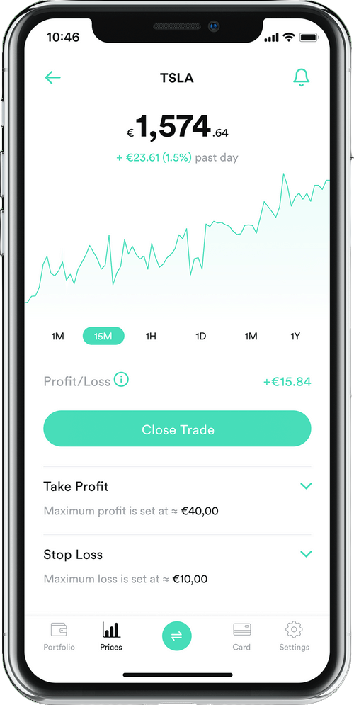 10:46
TSLA
€1,574.64
+ €23.61 (1.5%) past day
1M 15M 1H 1D 1M 1Y
Profit/Loss +€15.84
Close Trade
Take Profit
Maximum profit is set at ≈ €40,00
Stop Loss
Maximum loss is set at ≈ €10,00
Portfolio Prices Card Settings